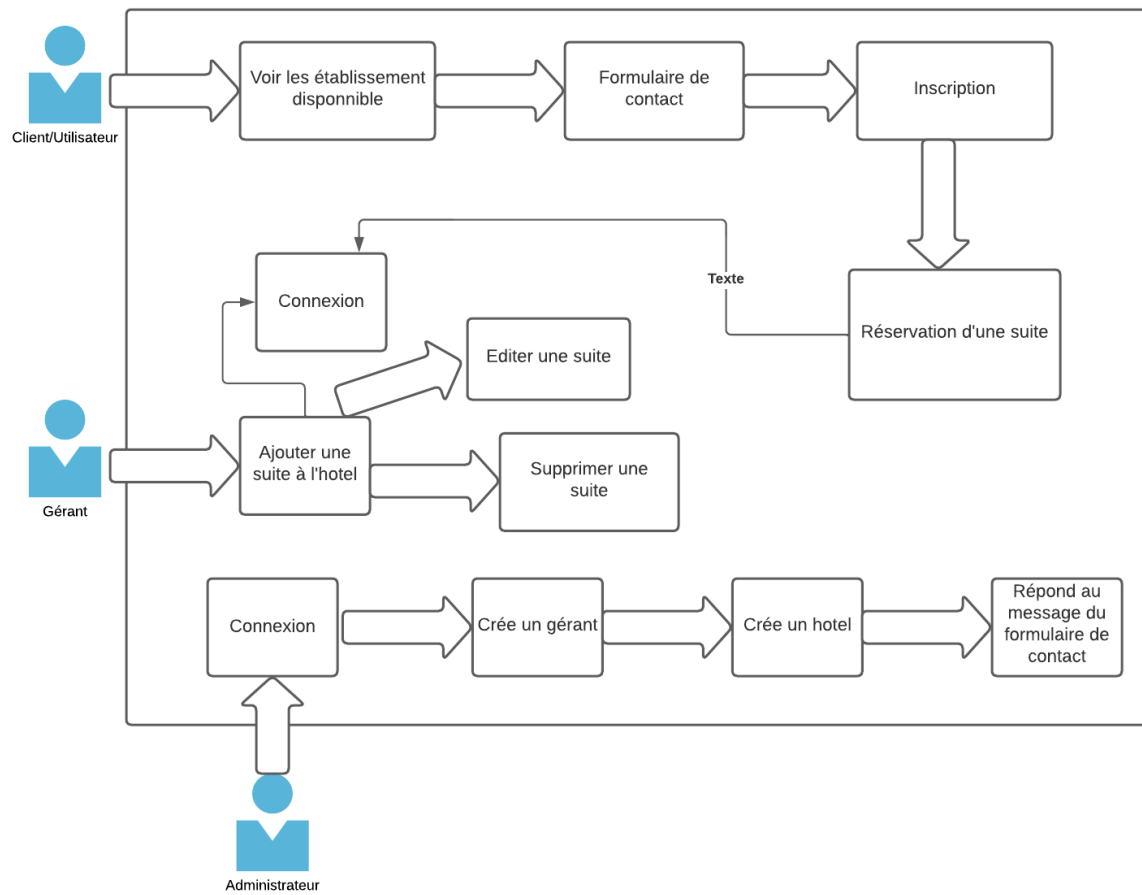 Voir les établissement
disponnible
Formulaire de
contact
Inscription
Client/Utilisateur
Connexion
Texte
Réservation d'une suite
Editer une suite
Ajouter une
suite à l'hotel
Supprimer une
suite
Gérant
Connexion
Crée un gérant
Crée un hotel
Répond au
message du
formulaire de
contact
Administrateur